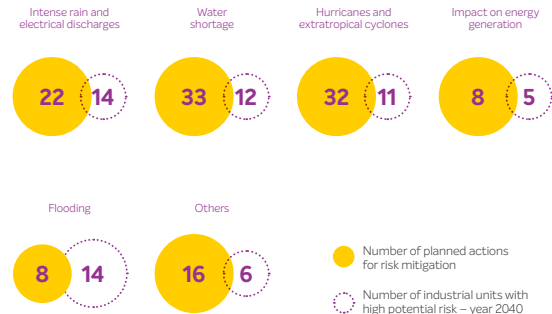 Intense rain and
electrical discharges
Water
shortage
Hurricanes and
extratropical cyclones
Impact on energy
generation
22 14
33 12
32 11
8 5
Flooding
Others
8 14
16 6
Number of planned actions
for risk mitigation
Number of industrial units with
high potential risk – year 2040